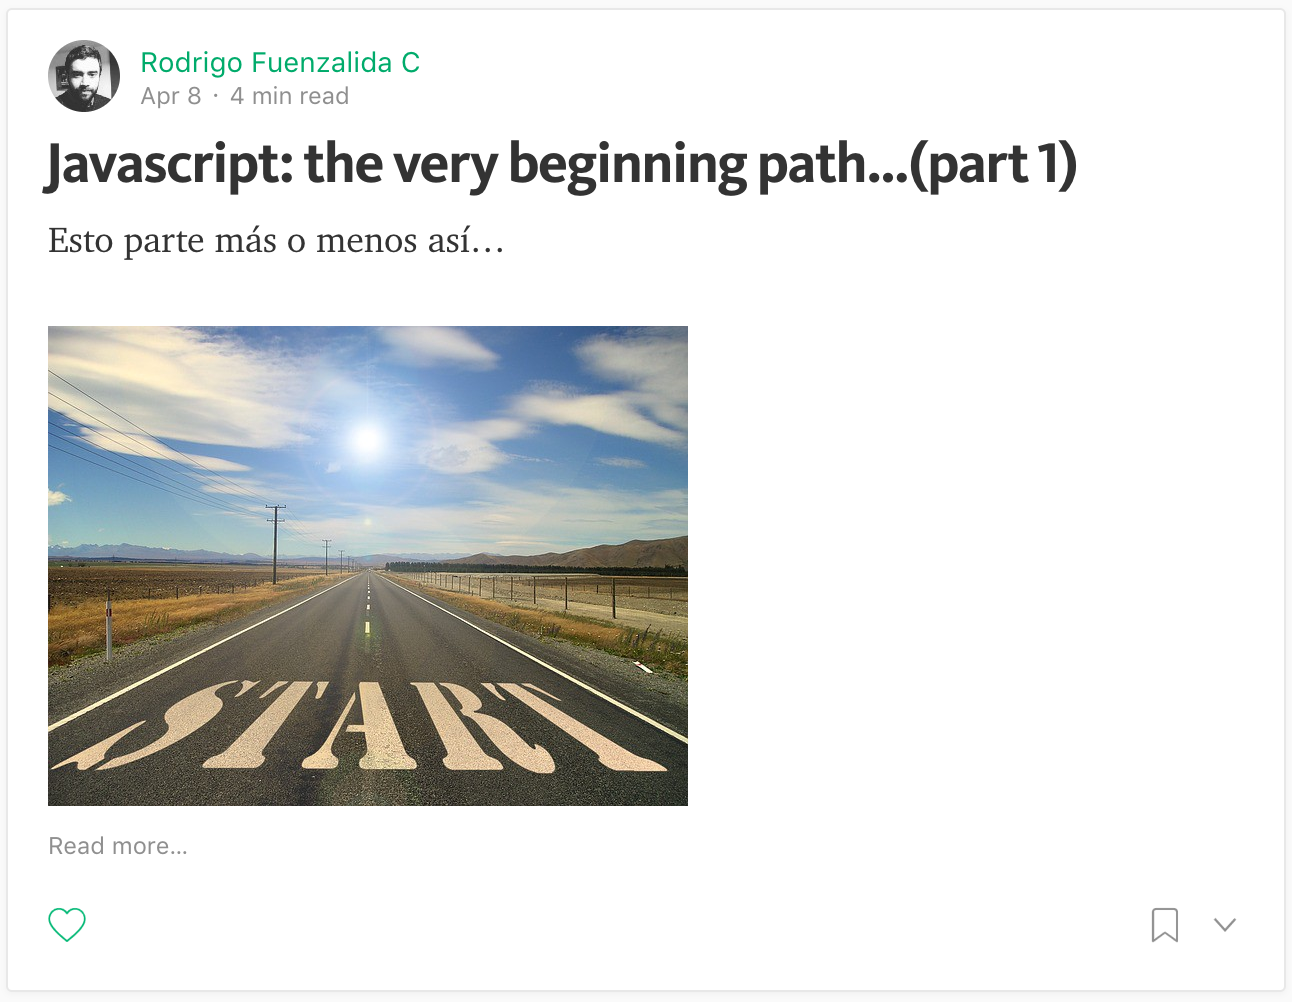 Rodrigo Fuenzalida C
Apr 8 · 4 min read
Javascript: the very beginning path...(part 1)
Esto parte más o menos así…
START
Read more...